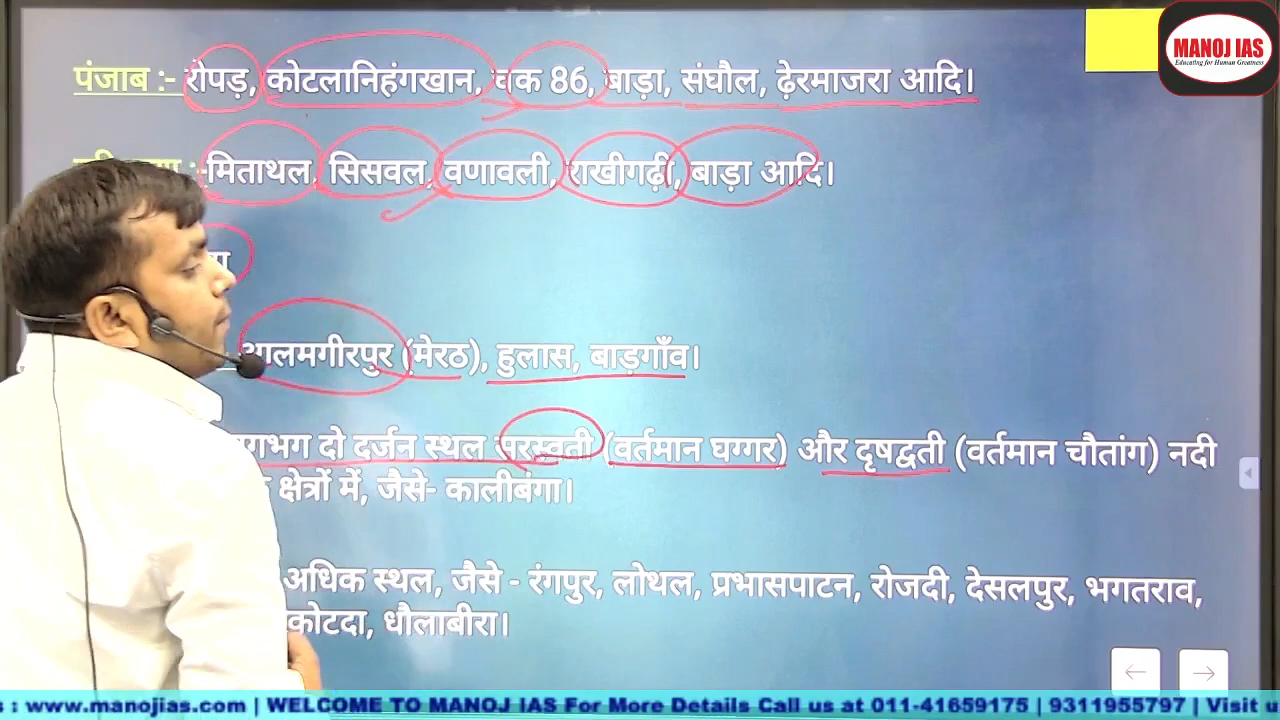 पंजाब :- रोपड़, कोटलानिहंगखान, चक 86, बाड़ा, संघौल, ढ़ेरमाजरा आदि।
MANOJ IAS
Educating for Human Greatness
मिताथल, सिसवल, वणावली, राखीगढ़ी, बाड़ा आदि।
आलमगीरपुर (मेरठ), हुलास, बाड़गाँव।
दो दर्जन स्थल सरस्वती (वर्तमान घग्गर) और दृषद्वती (वर्तमान चौतांग) नदी
क्षेत्रों में, जैसे- कालीबंगा।
अधिक स्थल, जैसे - रंगपुर, लोथल, प्रभासपाटन, रोजदी, देसलपुर, भगतराव,
कोटदा, धौलाबीरा।
s : www.manojias.com | WELCOME TO MANOJ IAS For More Details Call us at 011-41659175 | 9311955797 | Visit u